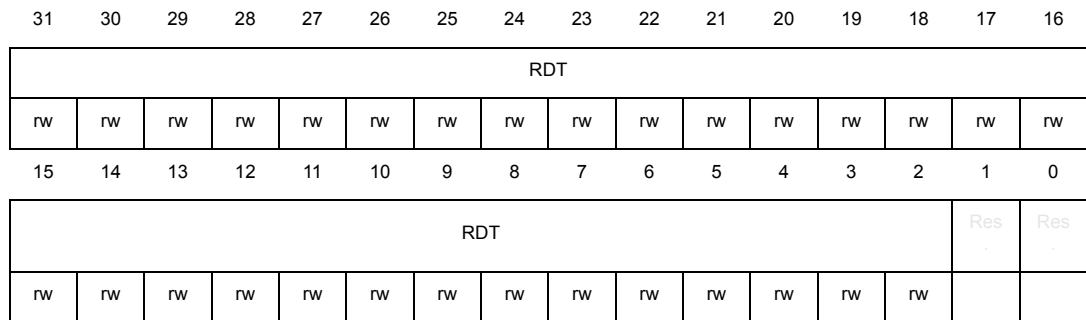 31 30 29 28 27 26 25 24 23 22 21 20 19 18 17 16
RDT
rw rw rw rw rw rw rw rw rw rw rw rw rw rw rw rw
15 14 13 12 11 10 9 8 7 6 5 4 3 2 1 0
RDT Res. Res.
rw rw rw rw rw rw rw rw rw rw rw rw rw rw